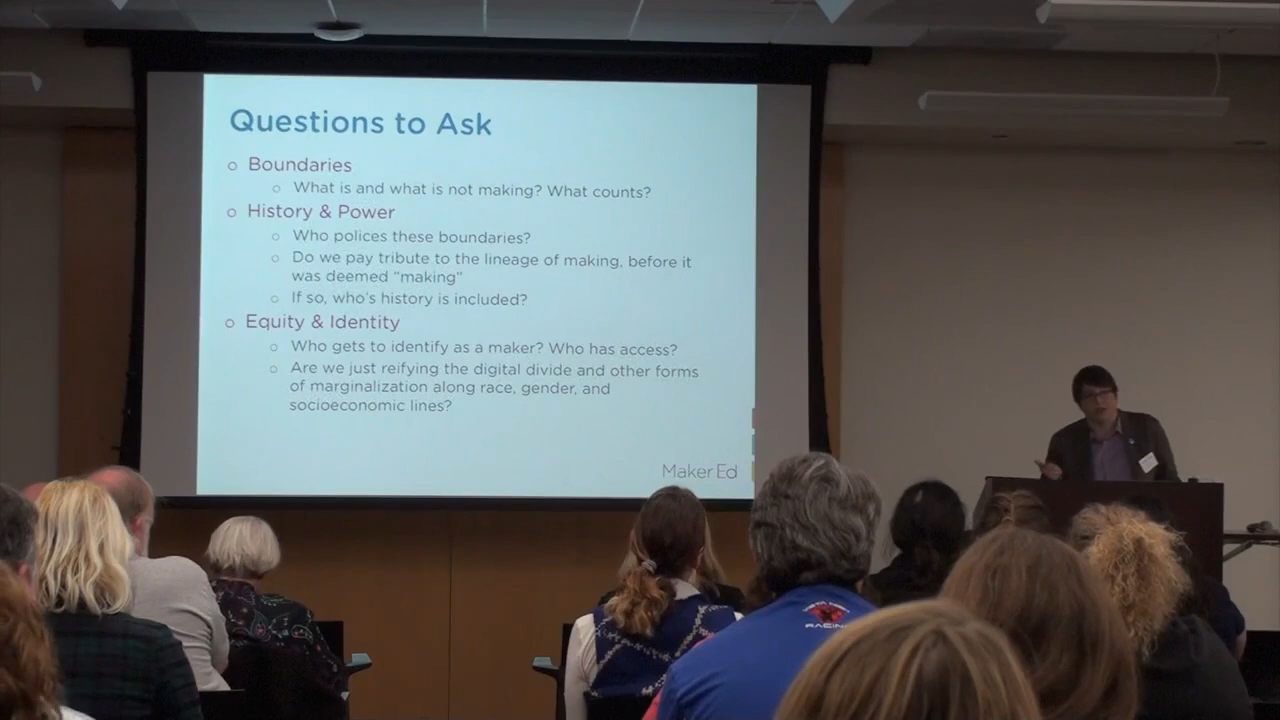 Questions to Ask
Boundaries
What is and what is not making? What counts?
History & Power
Who polices these boundaries?
Do we pay tribute to the lineage of making, before it
was deemed “making”
If so, who’s history is included?
Equity & Identity
Who gets to identify as a maker? Who has access?
Are we just reifying the digital divide and other forms
of marginalization along race, gender, and
socioeconomic lines?
Maker Ed